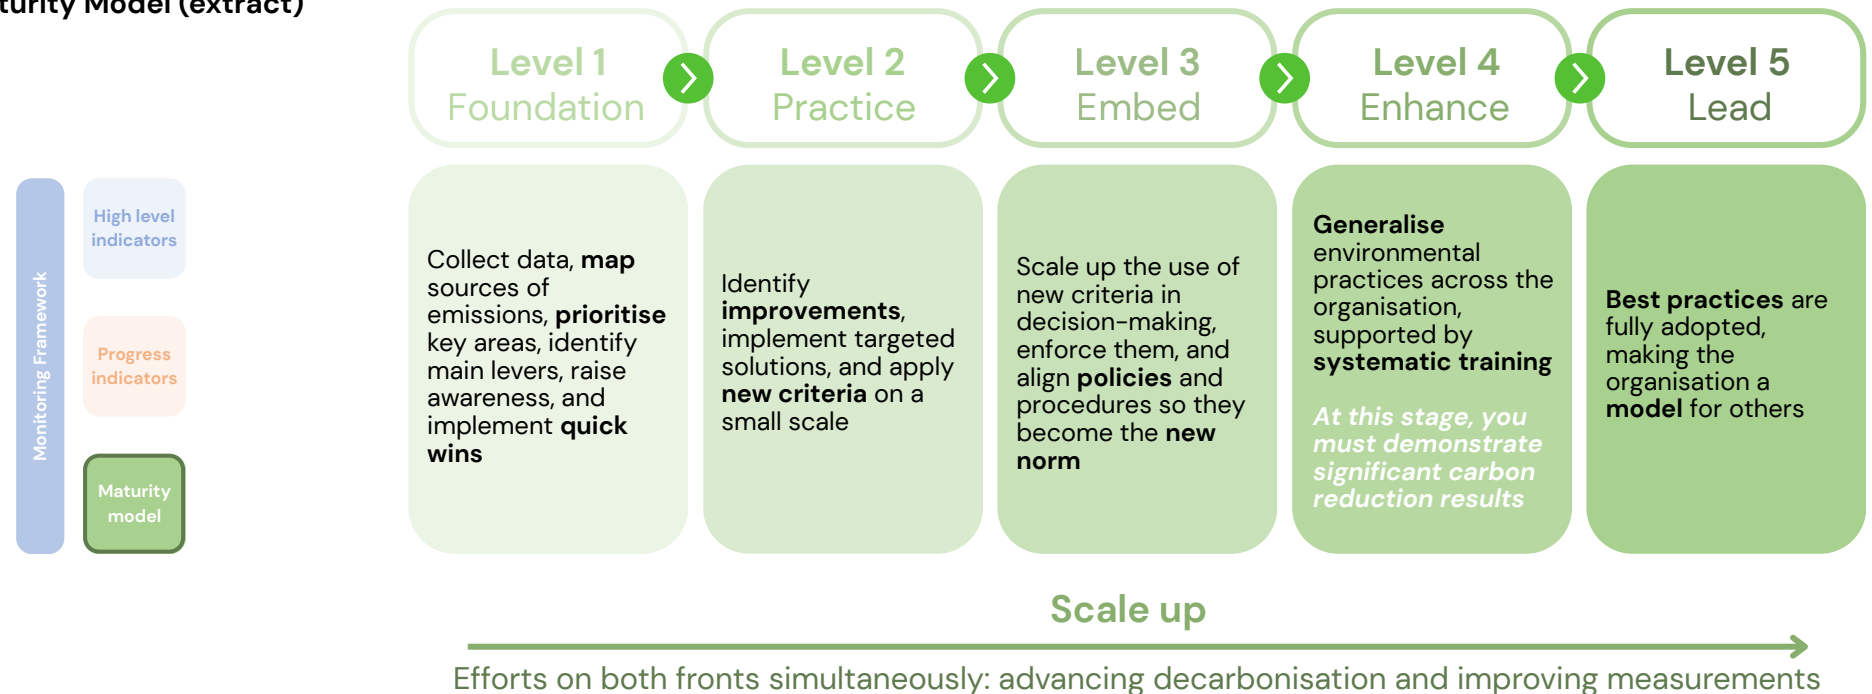 Maturity Model (extract)
Level 1
Foundation
Level 2
Practice
Level 3
Embed
Level 4
Enhance
Level 5
Lead
Monitoring Framework
High level
indicators
Progress
indicators
Maturity
model
Collect data, map
sources of
emissions, prioritise
key areas, identify
main levers, raise
awareness, and
implement quick
wins
Identify
improvements,
implement targeted
solutions, and apply
new criteria on a
small scale
Scale up the use of
new criteria in
decision-making,
enforce them, and
align policies and
procedures so they
become the new
norm
Generalise
environmental
practices across the
organisation,
supported by
systematic training
At this stage, you
must demonstrate
significant carbon
reduction results
Best practices are
fully adopted,
making the
organisation a
model for others
Scale up
Efforts on both fronts simultaneously: advancing decarbonisation and improving measurements